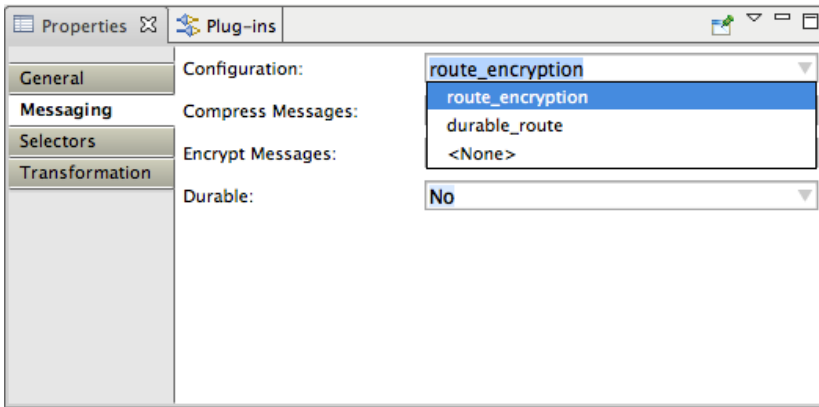 Properties Plug-ins
General
Messaging
Selectors
Transformation
Configuration: route_encryption
route_encryption
durable_route
<None>
Compress Messages:
Encrypt Messages:
Durable: No